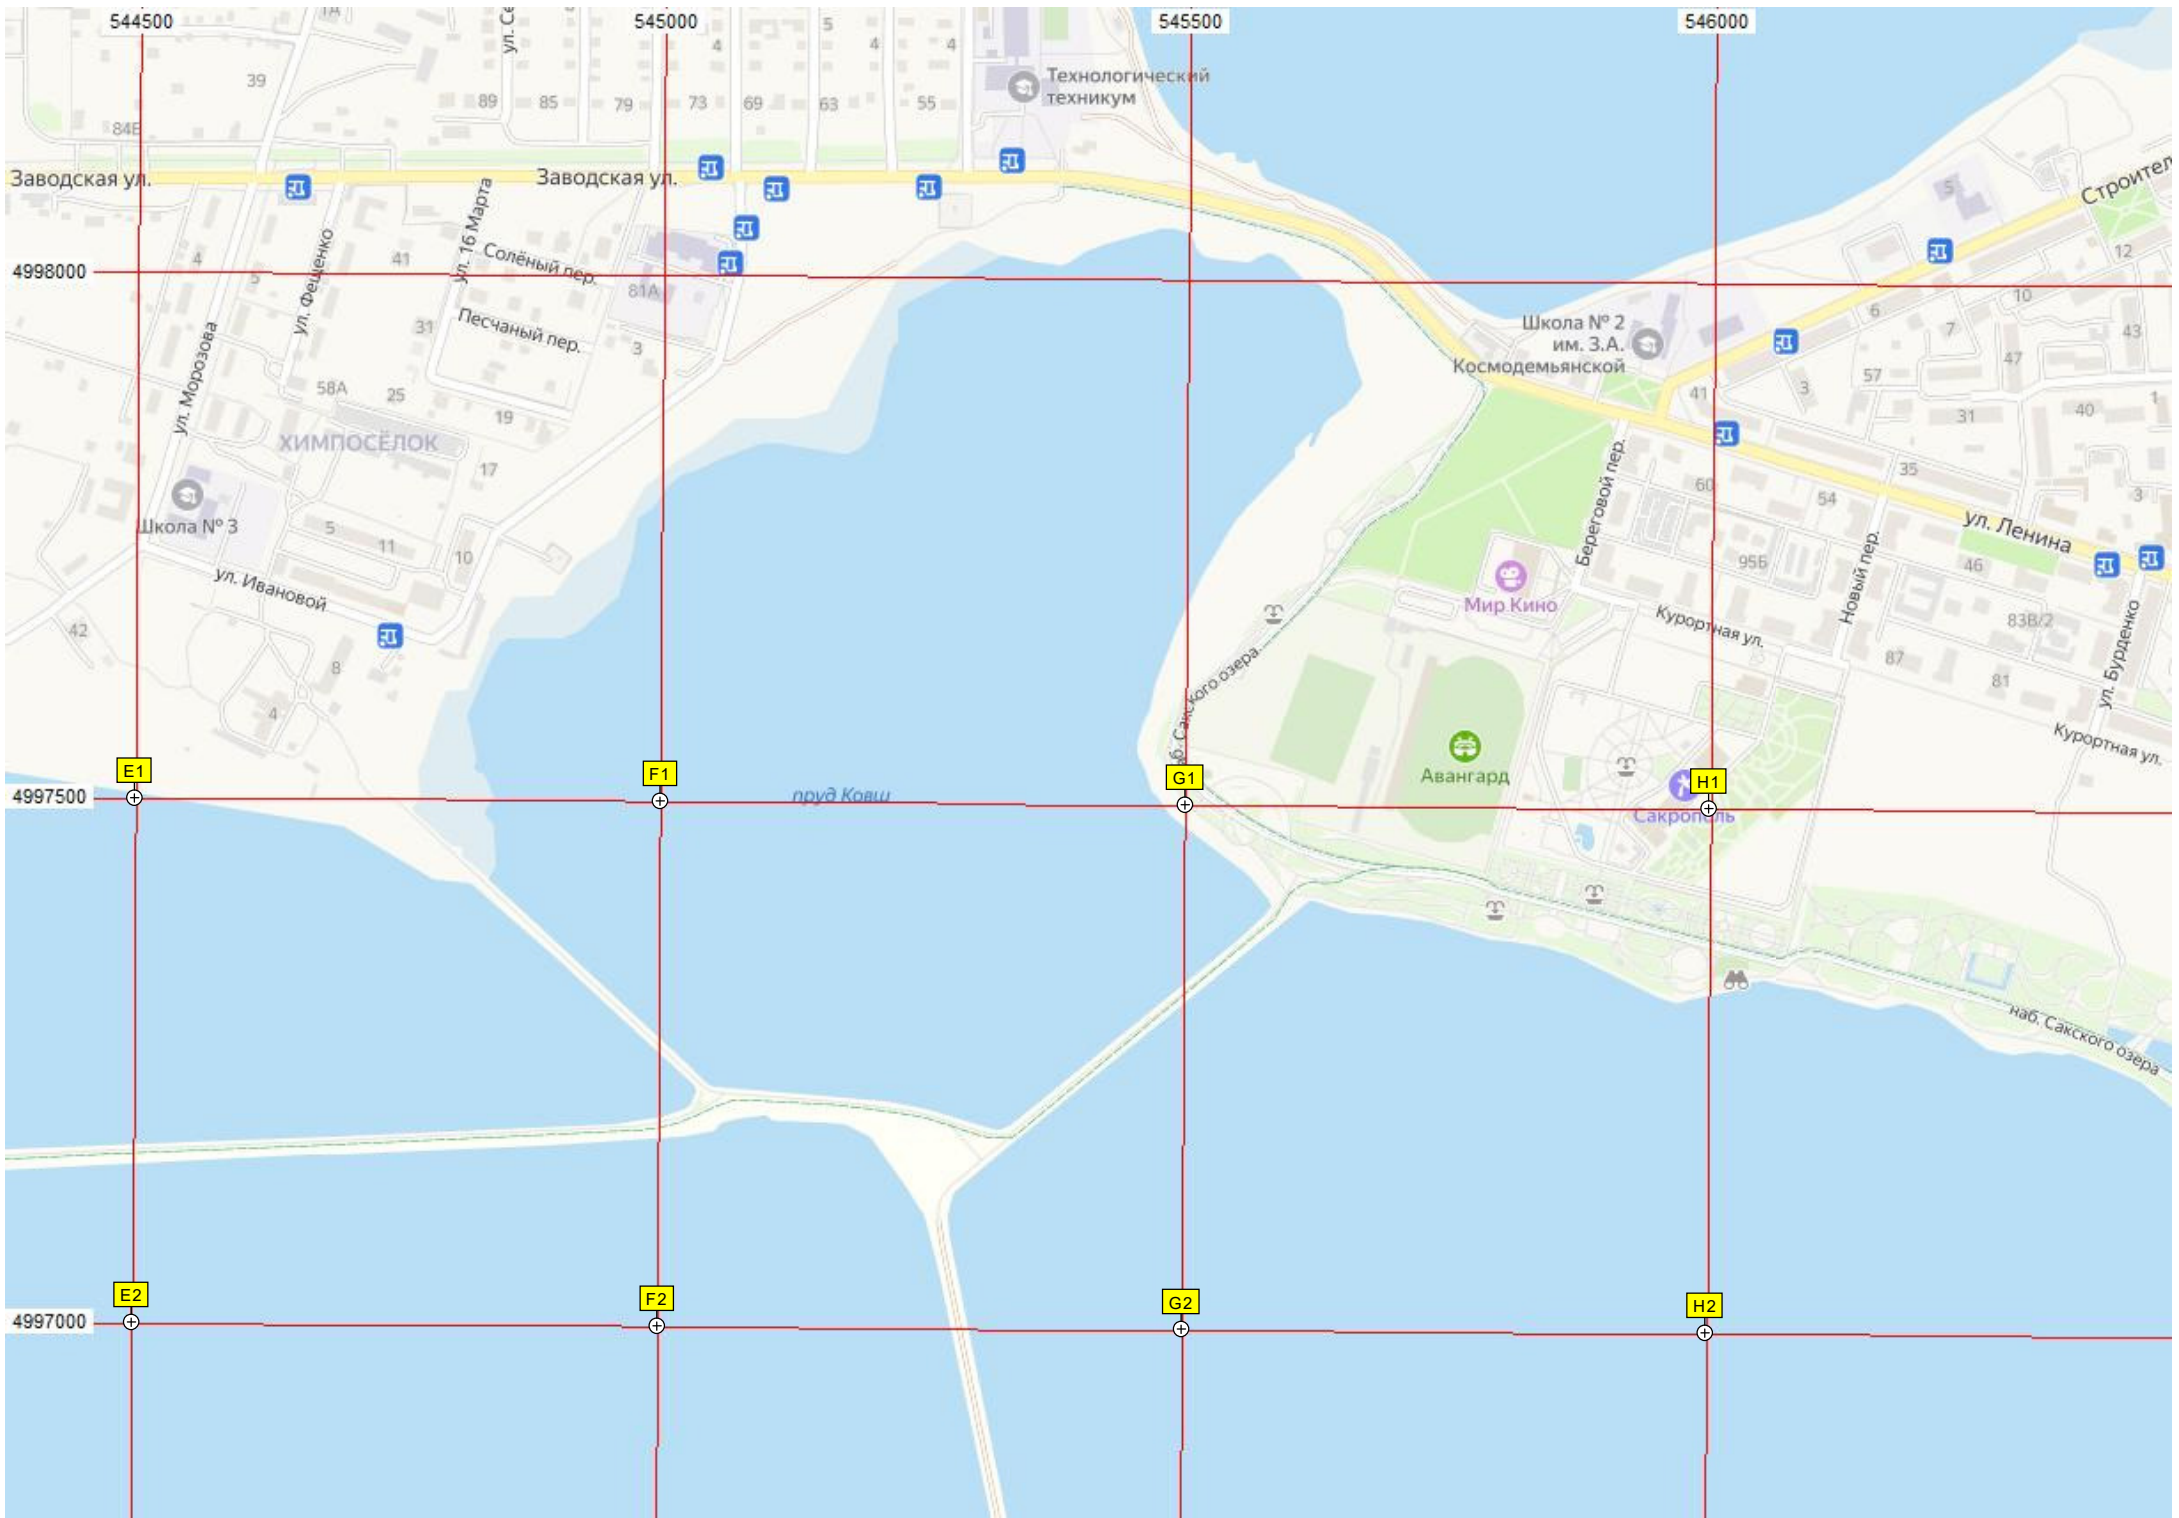 544500
545000
545500
546000
1А
ул. Се
5
4
4
4
39
89
85
79
73
69
63
55
Технологический
техникум
84Б
Заводская ул.
Заводская ул.
5
Строител
4
5
ул. Фещенко
41
ул. 16 Марта
Солёный пер.
81А
12
4998000
10
6
7
43
47
ул. Морозова
31
Песчаный пер.
3
Школа № 2
им. З.А.
Космодемьянской
58А
25
19
57
3
41
31
40
1
ХИМПОСЁЛОК
17
Береговой пер.
60
54
35
3
Школа № 3
5
11
10
ул. Ленина
95Б
46
Новый пер.
ул. Ивановой
Мир Кино
Курортная ул.
83В/2
ул. Бурденко
42
8
4
87
81
наб. Сакского озера
Курортная ул.
Авангард
E1
F1
G1
H1
4997500
пруд Ковш
Сакрополь
наб. Сакского озера
E2
F2
G2
H2
4997000